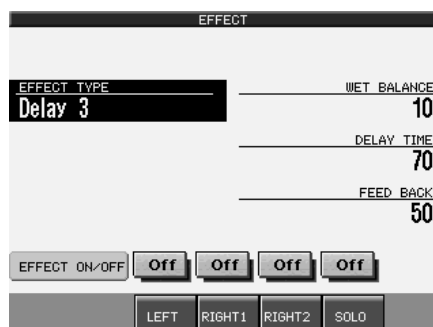 EFFECT
EFFECT TYPE
Delay 3
WET BALANCE
10
DELAY TIME
70
FEED BACK
50
EFFECT ON/OFF Off Off Off Off
LEFT RIGHT1 RIGHT2 SOLO